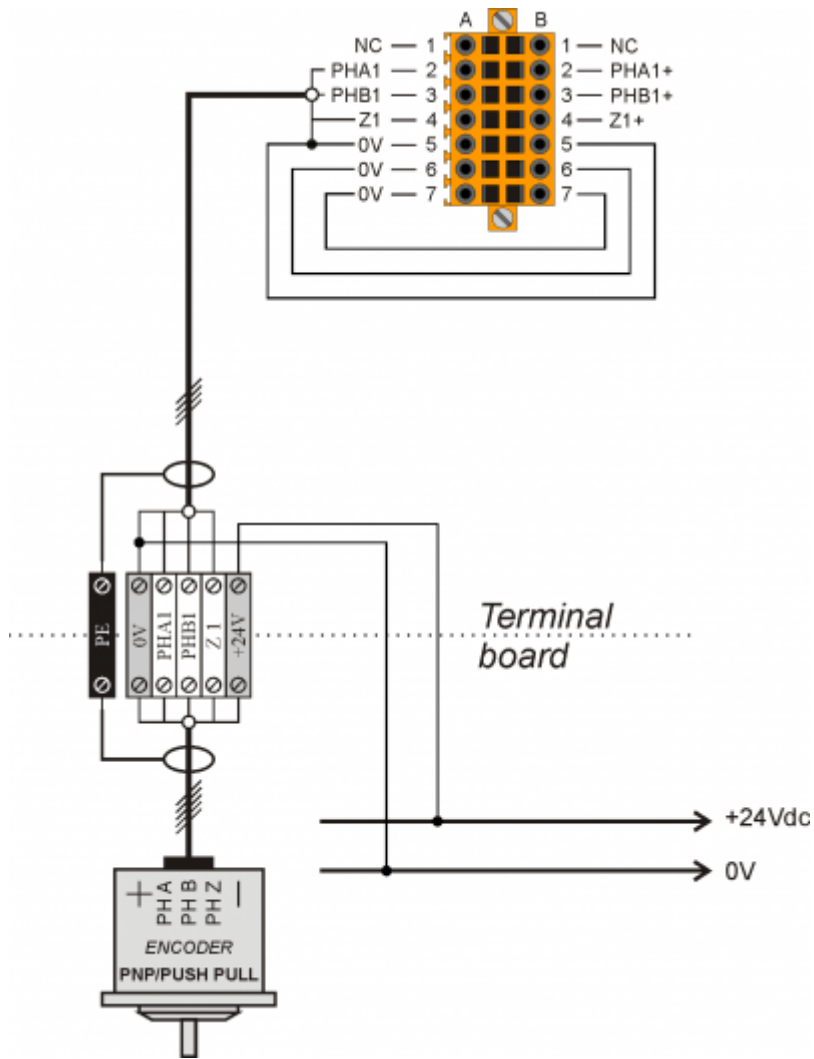 A B
NC 1 1 NC
PHA1 2 2 PHA1+
PHB1 3 3 PHB1+
Z1 4 4 Z1+
0V 5 5
0V 6 6
0V 7 7
PE 0V PHA1 PHB1 Z1 +24V
Terminal
board
+24Vdc
0V
+ PH A PH B PH Z —
ENCODER
PNP/PUSH PULL